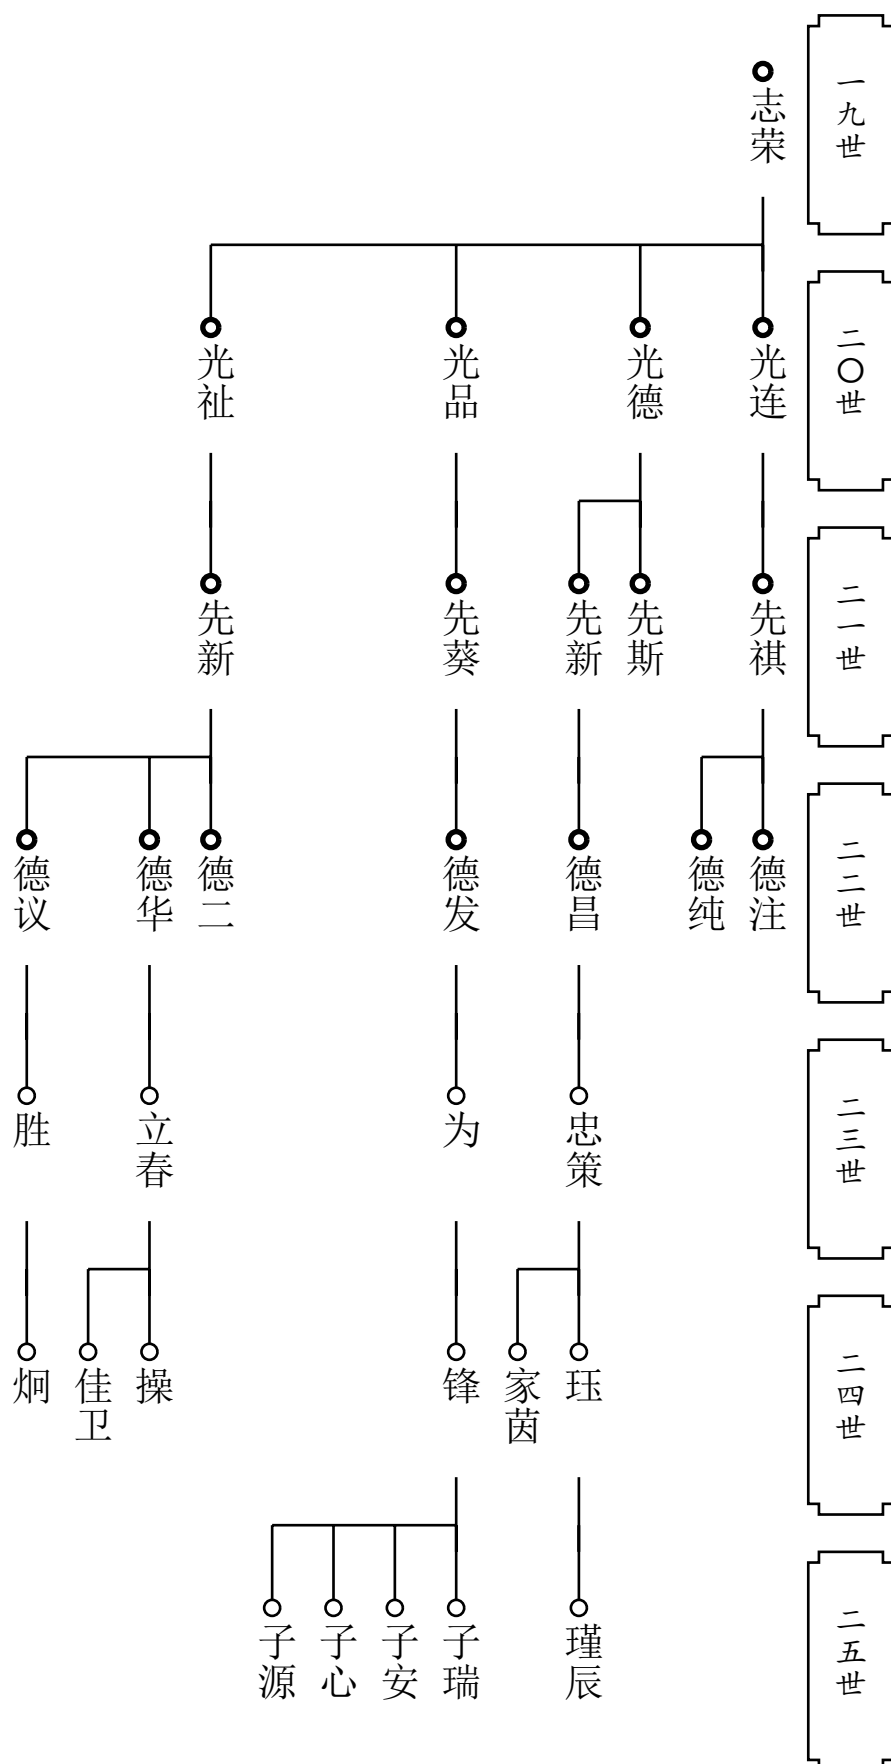 一九世
志荣
二〇世
光连
光德
光品
光祉
二一世
先祺
先斯
先新
先葵
先新
二二世
德注
德纯
德昌
德发
德二
德华
德议
二三世
忠策
为
立春
胜
二四世
珏
家茵
锋
操
佳卫
炯
二五世
瑾辰
子瑞
子安
子心
子源